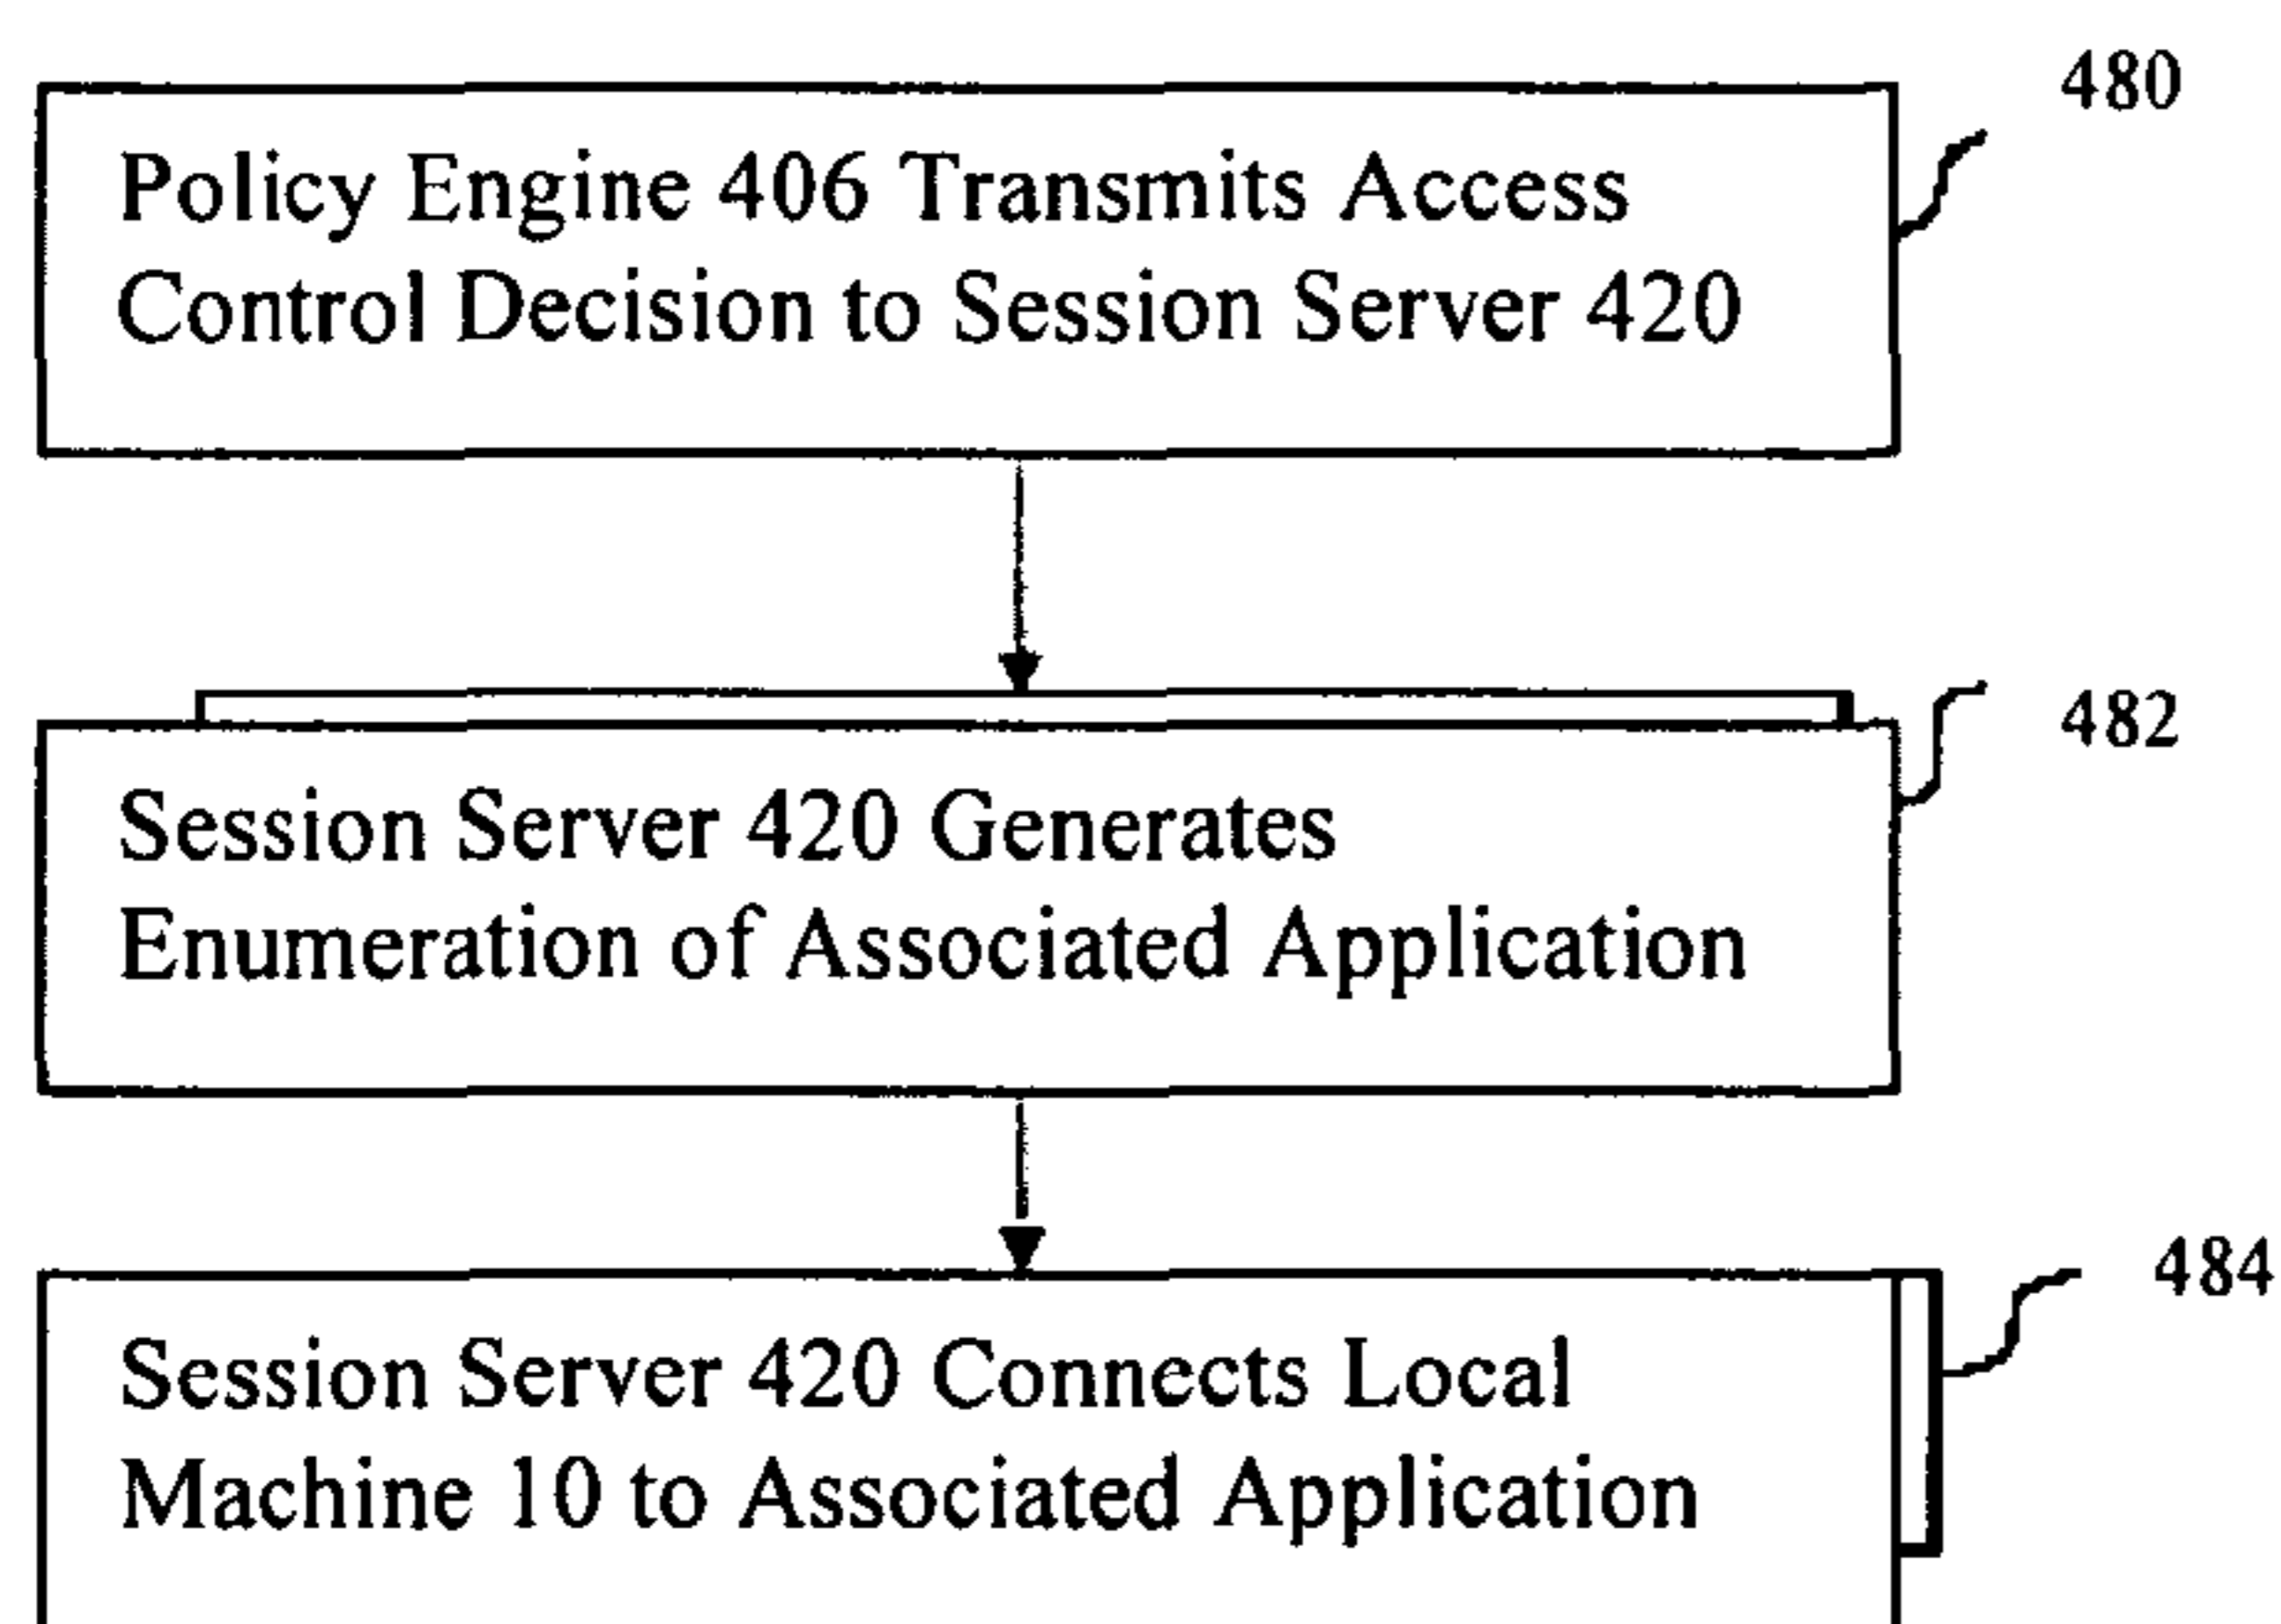 480
Policy Engine 406 Transmits Access
Control Decision to Session Server 420
482
Session Server 420 Generates
Enumeration of Associated Application
484
Session Server 420 Connects Local
Machine 10 to Associated Application